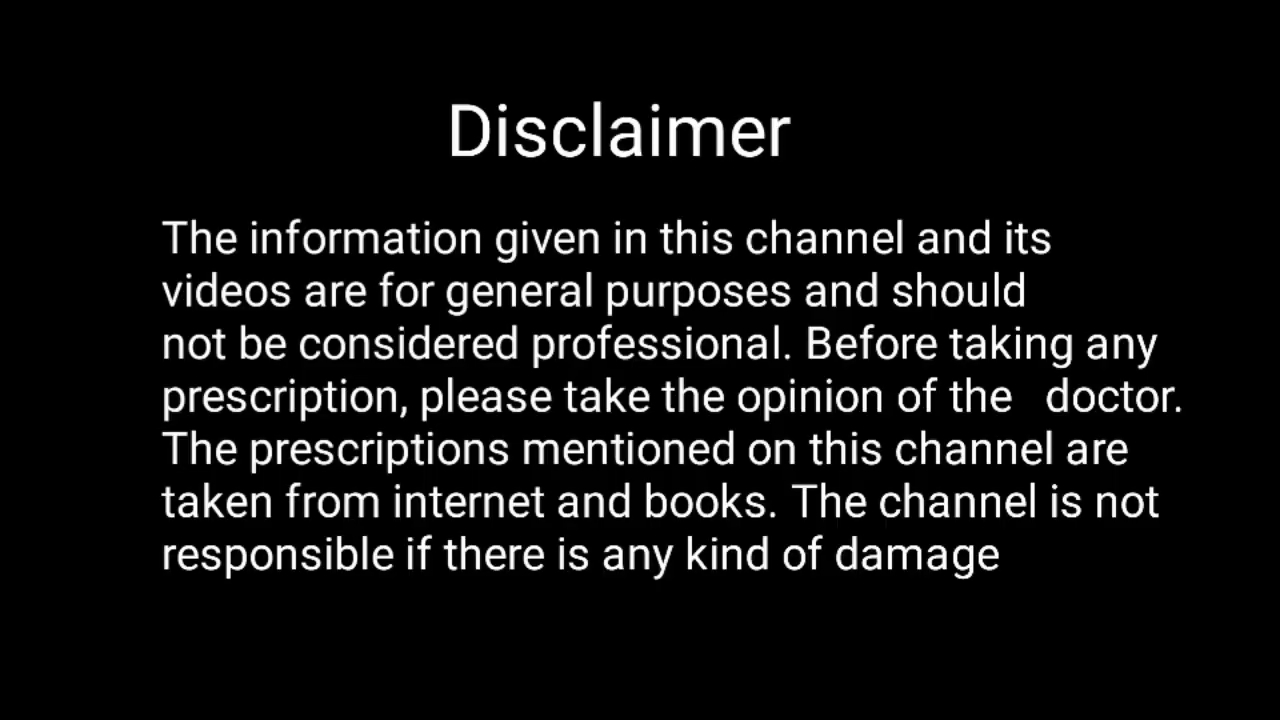 Disclaimer
The information given in this channel and its
videos are for general purposes and should
not be considered professional. Before taking any
prescription, please take the opinion of the   doctor.
The prescriptions mentioned on this channel are
taken from internet and books. The channel is not
responsible if there is any kind of damage